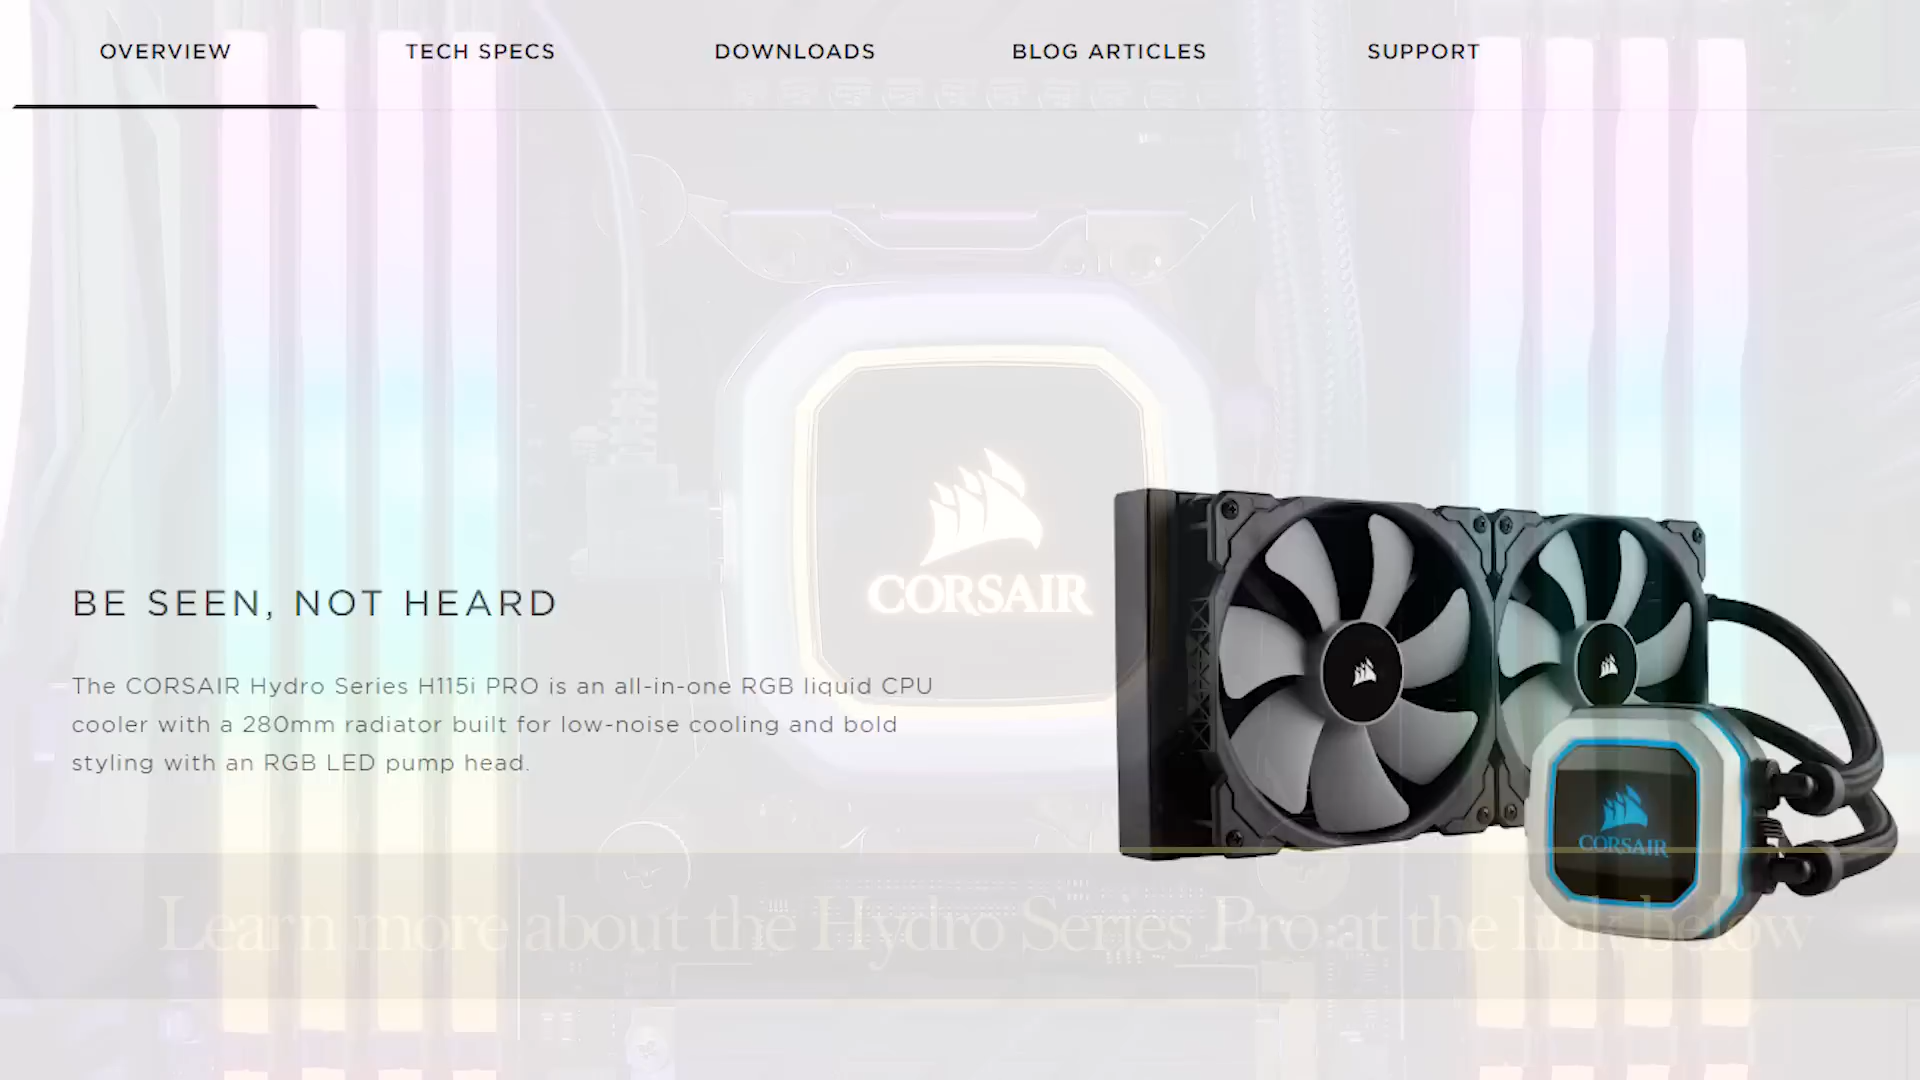 OVERVIEW TECH SPECS DOWNLOADS BLOG ARTICLES SUPPORT
CORSAIR
BE SEEN, NOT HEARD
The CORSAIR Hydro Series H115i PRO is an all-in-one RGB liquid CPU
cooler with a 280mm radiator built for low-noise cooling and bold
styling with an RGB LED pump head.
CORSAIR
Learn more about the Hydro Series Pro at the link below